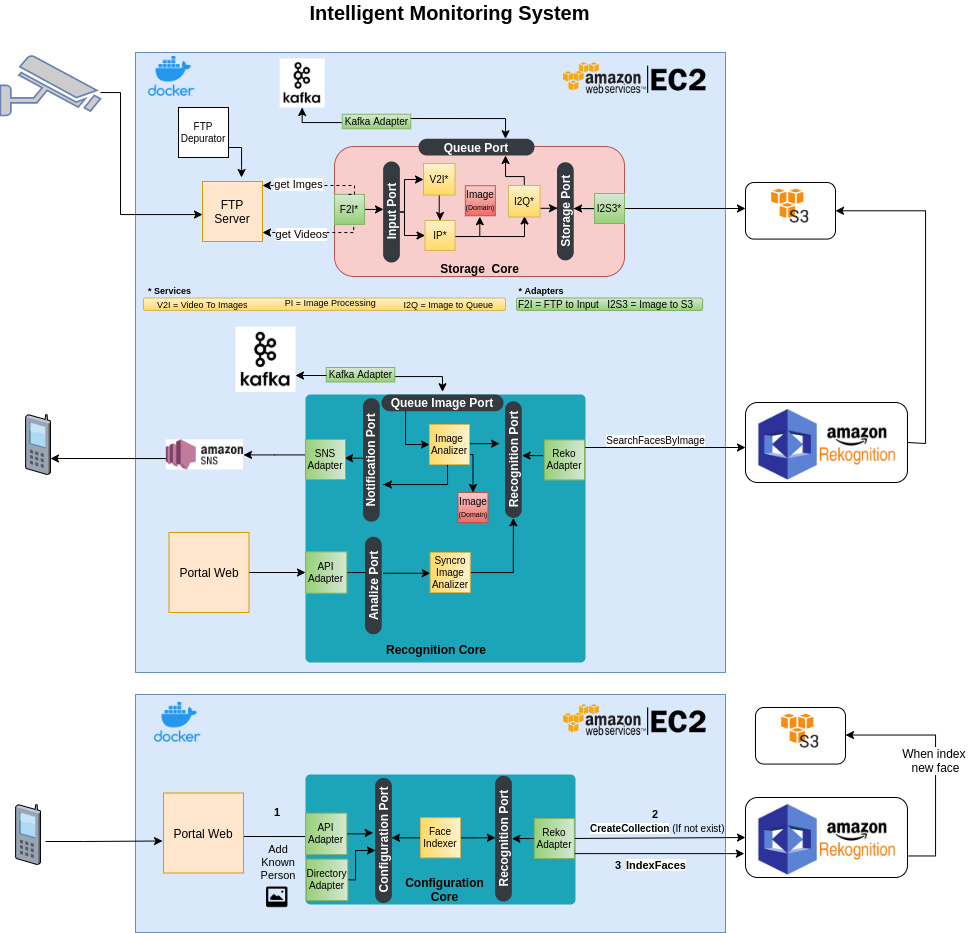 Intelligent Monitoring System
docker
kafka
amazon
web services™
EC2
FTP
Depurator
Kafka Adapter
Queue Port
get Imges
get Videos
FTP
Server
F2I*
Input Port
V2I*
IP*
Image
(Domain)
I2Q*
Storage Port
I2S3*
S3
Storage Core
* Services
V2I = Video To Images
PI = Image Processing
I2Q = Image to Queue
* Adapters
F2I = FTP to Input I2S3 = Image to S3
kafka
Kafka Adapter
Queue Image Port
Notification Port
Image
Analizer
Recognition Port
SNS
Adapter
amazon
SNS
Reko
Adapter
SearchFacesByImage
amazon
Rekognition
Image
(Domain)
Portal Web
API
Adapter
Analize Port
Syncro
Image
Analizer
Recognition Core
docker
amazon
web services™
EC2
S3
When index
new face
Portal Web
1
Add
Known
Person
API
Adapter
Directory
Adapter
Configuration Port
Face
Indexer
Recognition Port
Reko
Adapter
Configuration
Core
2
CreateCollection (If not exist)
3 IndexFaces
amazon
Rekognition